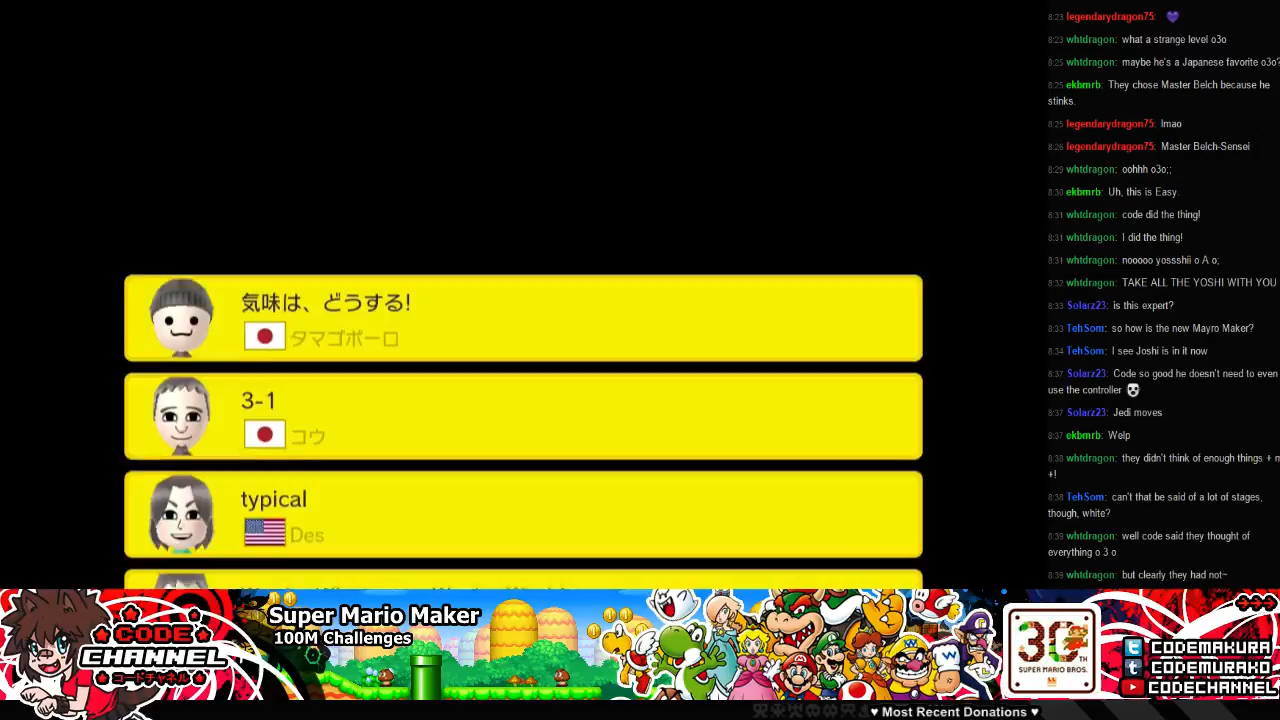 8:23 legendarydragon75: 💜
8:23 whtdragon: what a strange level o3o
8:25 whtdragon: maybe he's a Japanese favorite o3o?
8:25 ekbmrb: They chose Master Belch because he
stinks.
8:25 legendarydragon75: lmao
8:26 legendarydragon75: Master Belch-Sensei
8:29 whtdragon: oohhh o3o;;
8:30 ekbmrb: Uh, this is Easy.
8:31 whtdragon: code did the thing!
8:31 whtdragon: I did the thing!
8:31 whtdragon: nooooo yossshii o A o;
8:32 whtdragon: TAKE ALL THE YOSHI WITH YOU
8:33 Solarz23: is this expert?
8:33 TehSom: so how is the new Mayro Maker?
8:34 TehSom: I see Joshi is in it now
8:37 Solarz23: Code so good he doesn't need to even
use the controller
8:37 Solarz23: Jedi moves
8:37 ekbmrb: Welp
8:38 whtdragon: they didn't think of enough things + m
+!
8:38 TehSom: can't that be said of a lot of stages,
though, white?
8:39 whtdragon: well code said they thought of
everything o 3 o
8:39 whtdragon: but clearly they had not~
気味は、どうする!
タマゴボーロ
3-1
コウ
typical
Des
CODE
CHANNEL
コードチャネル
Super Mario Maker
100M Challenges
30TH
SUPER MARIO BROS.
CODEMAKURA
CODEMURAKO
CODECHANNEL
♥ Most Recent Donations ♥